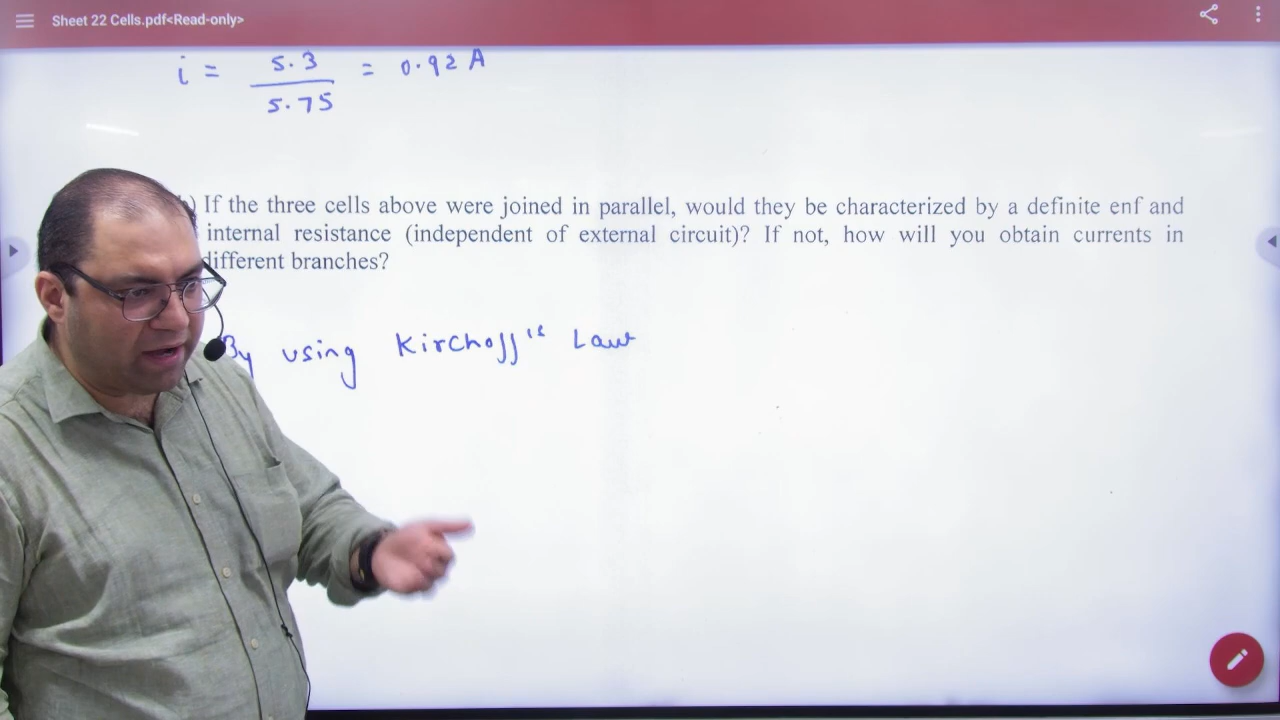 Sheet 22 Cells.pdf<Read-only>
i = 5.3 / 5.75 = 0.92 A
) If the three cells above were joined in parallel, would they be characterized by a definite enf and
internal resistance (independent of external circuit)? If not, how will you obtain currents in
different branches?
By using Kirchoff's Law